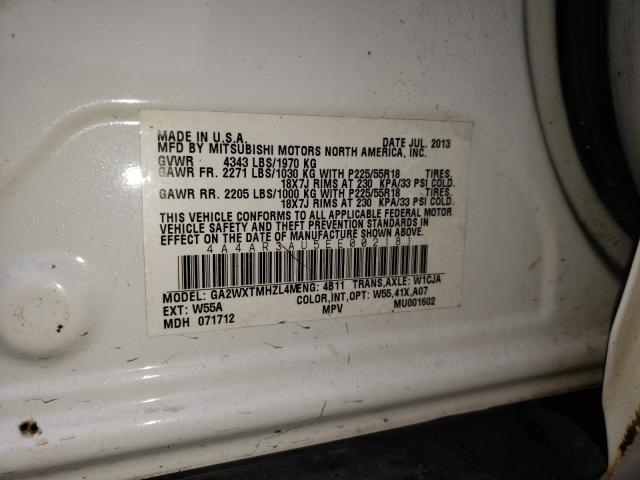 MADE IN U.S.A. DATE JUL. 2013
MFD BY MITSUBISHI MOTORS NORTH AMERICA, INC.
GVWR 4343 LBS/1970 KG
GAWR FR. 2271 LBS/1030 KG WITH P225/55R18 TIRES,
18X7J RIMS AT 230 KPA/33 PSI COLD.
GAWR RR. 2205 LBS/1000 KG WITH P225/55R18 TIRES,
18X7J RIMS AT 230 KPA/33 PSI COLD.
THIS VEHICLE CONFORMS TO ALL APPLICABLE FEDERAL MOTOR
VEHICLE SAFETY AND THEFT PREVENTION STANDARDS IN
EFFECT ON THE DATE OF MANUFACTURE SHOWN ABOVE.
4A4AR3AU5EE002181
MODEL: GA2WXTMHZL4MENG: 4B11 TRANS,AXLE: W1CJA
EXT: W55A COLOR,INT,OPT: W55,41X,A07
MDH 071712 MPV MU001602